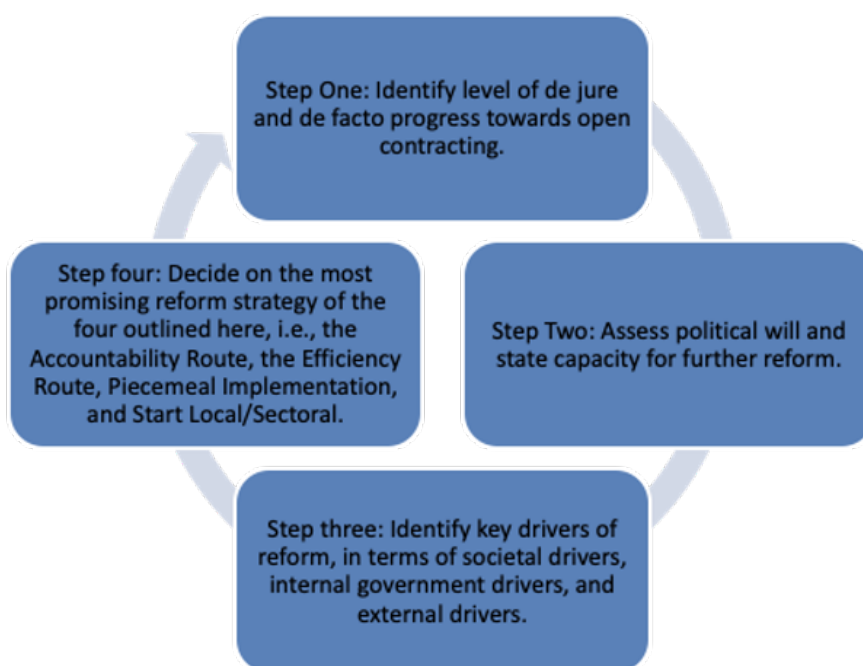 Step One: Identify level of de jure
and de facto progress towards open
contracting.
Step Two: Assess political will and
state capacity for further reform.
Step three: Identify key drivers of
reform, in terms of societal drivers,
internal government drivers, and
external drivers.
Step four: Decide on the most
promising reform strategy of the
four outlined here, i.e., the
Accountability Route, the Efficiency
Route, Piecemeal Implementation,
and Start Local/Sectoral.